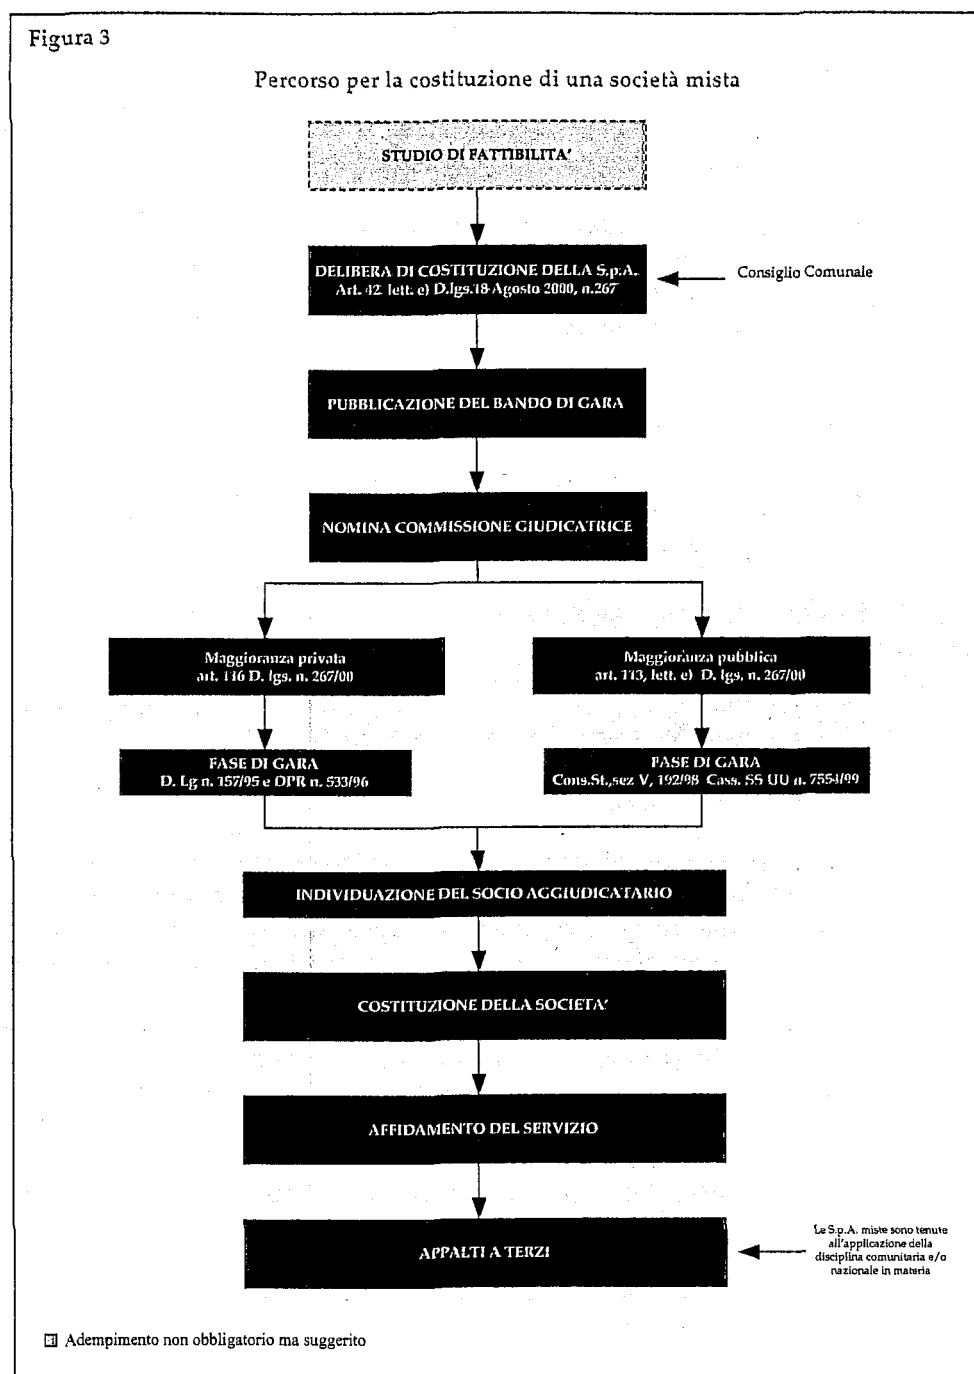 Figura 3
Percorso per la costituzione di una società mista
STUDIO DI FATTIBILITA'
DELIBERA DI COSTITUZIONE DELLA S.p.A.
Art. 42 lett. e) D.lgs.18 Agosto 2000, n.267
Consiglio Comunale
PUBBLICAZIONE DEL BANDO DI GARA
NOMINA COMMISSIONE GIUDICATRICE
Maggioranza privata
art. 116 D. lgs. n. 267/00
Maggioranza pubblica
art. 113, lett. e) D. lgs. n. 267/00
FASE DI GARA
D. Lg n. 157/95 e DPR n. 533/96
FASE DI GARA
Cons.St.,sez V, 192/98 Cass. SS UU n. 7554/99
INDIVIDUAZIONE DEL SOCIO AGGIUDICATARIO
COSTITUZIONE DELLA SOCIETA'
AFFIDAMENTO DEL SERVIZIO
APPALTI A TERZI
Le S.p.A. miste sono tenute
all'applicazione della
disciplina comunitaria e/o
nazionale in materia
Adempimento non obbligatorio ma suggerito